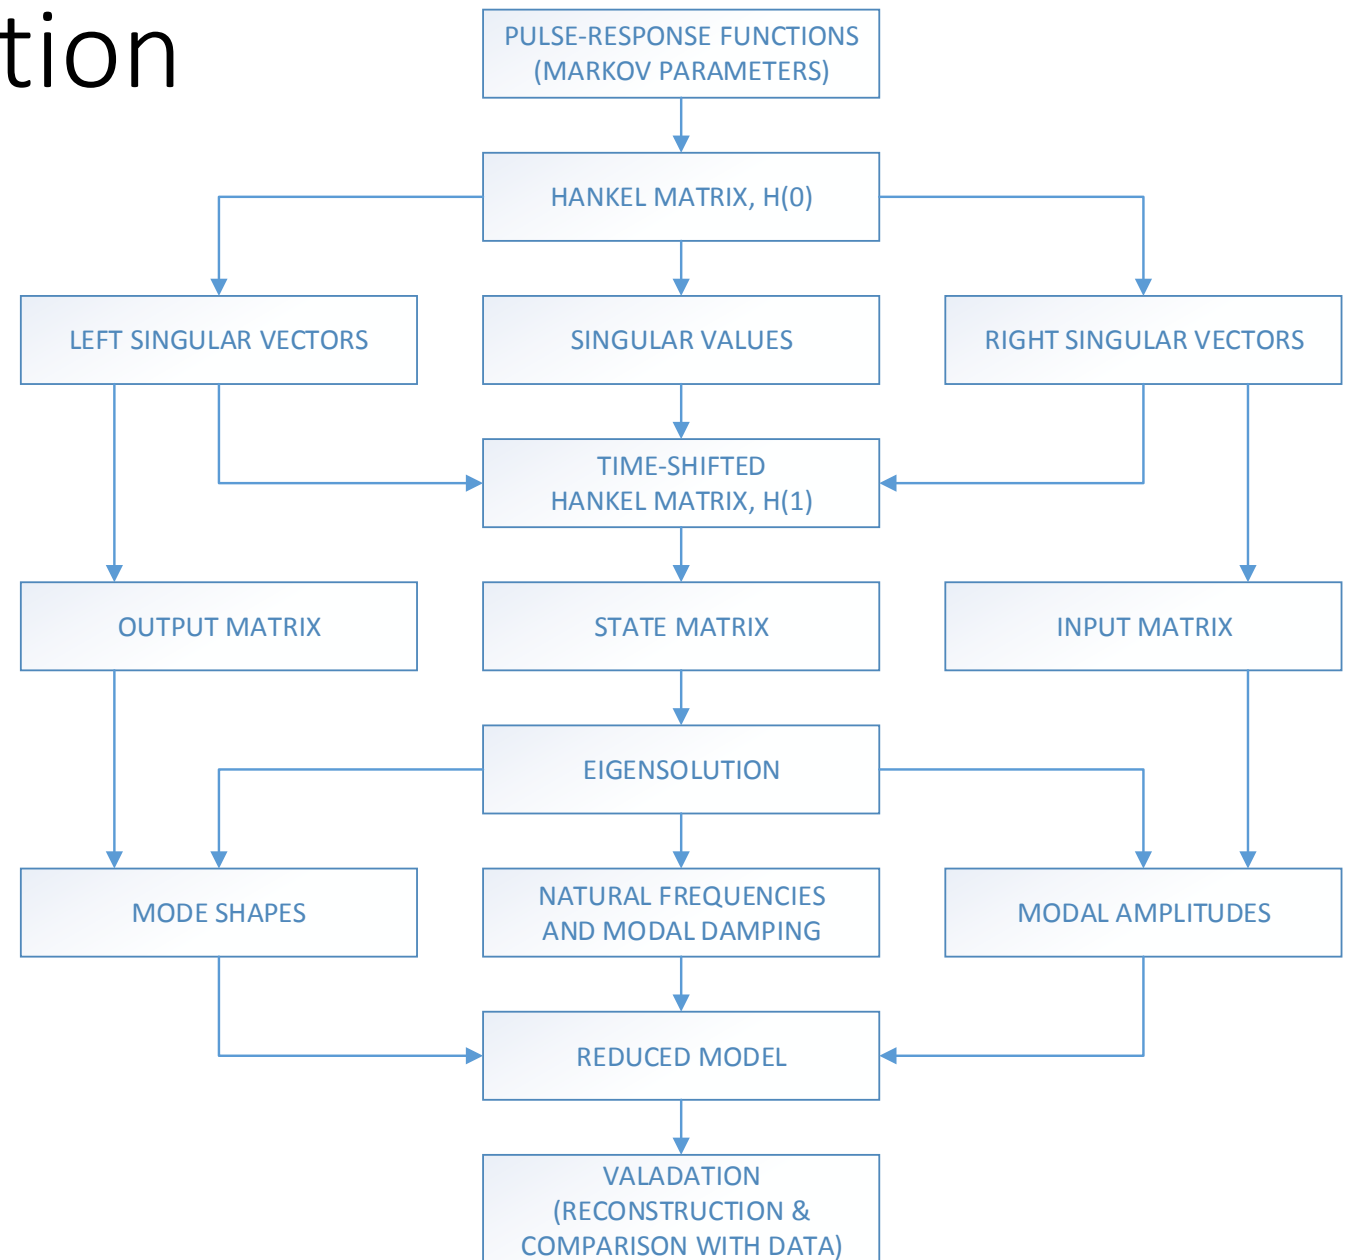 tion
PULSE-RESPONSE FUNCTIONS
(MARKOV PARAMETERS)
HANKEL MATRIX, H(0)
LEFT SINGULAR VECTORS
SINGULAR VALUES
RIGHT SINGULAR VECTORS
TIME-SHIFTED
HANKEL MATRIX, H(1)
OUTPUT MATRIX
STATE MATRIX
INPUT MATRIX
EIGENSOLUTION
MODE SHAPES
NATURAL FREQUENCIES
AND MODAL DAMPING
MODAL AMPLITUDES
REDUCED MODEL
VALADATION
(RECONSTRUCTION &
COMPARISON WITH DATA)